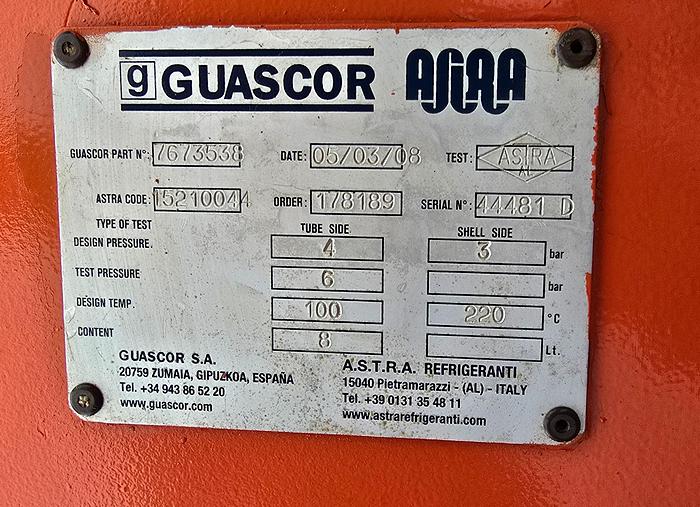 g GUASCOR ASTRA
GUASCOR PART Nº: 7673538 DATE: 05/03/08 TEST: ASTRA AL
ASTRA CODE: 15210044 ORDER: 178189 SERIAL Nº: 44481 D
TYPE OF TEST TUBE SIDE SHELL SIDE
DESIGN PRESSURE. 4 3 bar
TEST PRESSURE 6 bar
DESIGN TEMP. 100 220 °C
CONTENT 8 Lt.
GUASCOR S.A.
20759 ZUMAIA, GIPUZKOA, ESPAÑA
Tel. +34 943 86 52 20
www.guascor.com
A.S.T.R.A. REFRIGERANTI
15040 Pietramarazzi - (AL) - ITALY
Tel. +39 0131 35 48 11
www.astrarefrigeranti.com